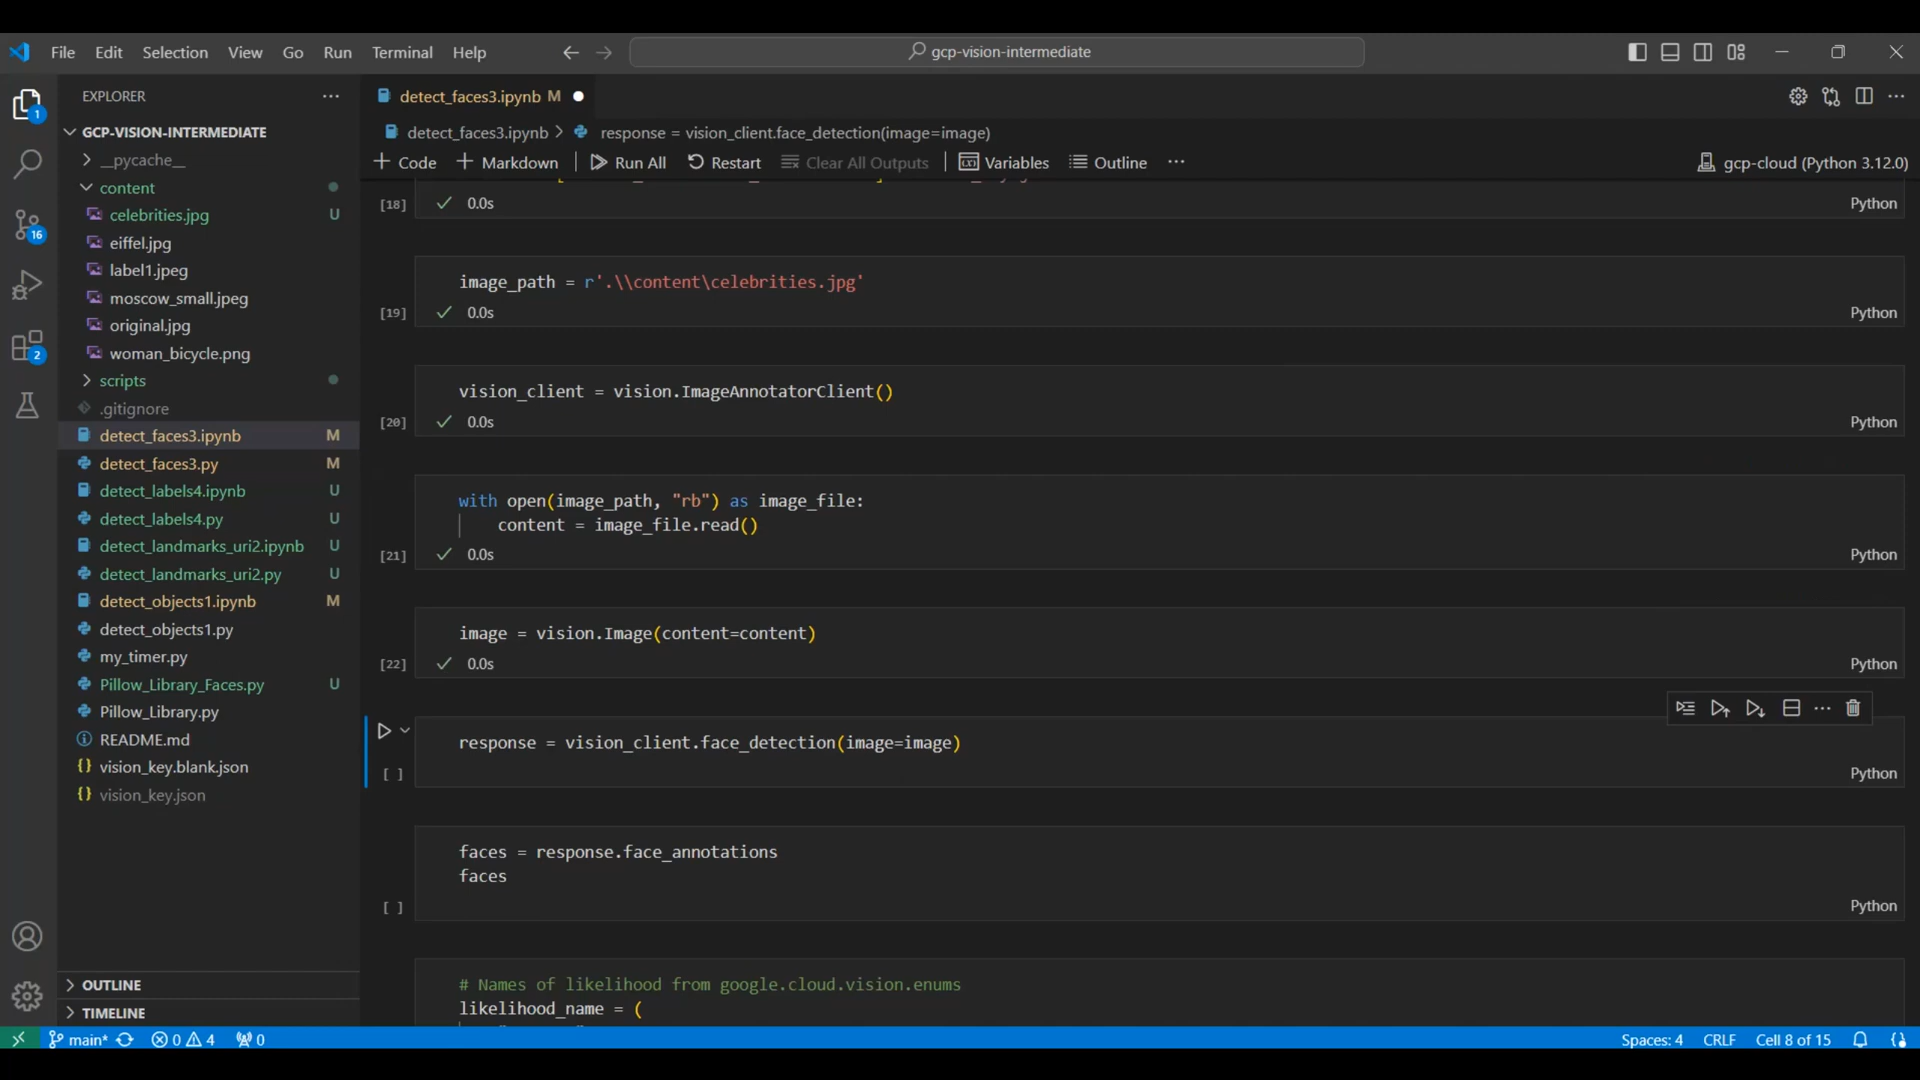 File Edit Selection View Go Run Terminal Help
gcp-vision-intermediate
EXPLORER
detect_faces3.ipynb M
GCP-VISION-INTERMEDIATE
detect_faces3.ipynb > response = vision_client.face_detection(image=image)
__pycache__
Code Markdown Run All Restart Clear All Outputs Variables Outline
gcp-cloud (Python 3.12.0)
content
celebrities.jpg U
eiffel.jpg
label1.jpeg
moscow_small.jpeg
original.jpg
woman_bicycle.png
scripts
.gitignore
detect_faces3.ipynb M
detect_faces3.py M
detect_labels4.ipynb U
detect_labels4.py U
detect_landmarks_uri2.ipynb U
detect_landmarks_uri2.py U
detect_objects1.ipynb M
detect_objects1.py
my_timer.py
Pillow_Library_Faces.py U
Pillow_Library.py
README.md
vision_key.blank.json
vision_key.json
OUTLINE
TIMELINE
1
16
2
[18] 0.0s Python
image_path = r'.\\content\celebrities.jpg'
[19] 0.0s Python
vision_client = vision.ImageAnnotatorClient()
[20] 0.0s Python
with open(image_path, "rb") as image_file:
content = image_file.read()
[21] 0.0s Python
image = vision.Image(content=content)
[22] 0.0s Python
response = vision_client.face_detection(image=image)
[ ] Python
faces = response.face_annotations
faces
[ ] Python
# Names of likelihood from google.cloud.vision.enums
likelihood_name = (
main* 0 4 0
Spaces: 4 CRLF Cell 8 of 15